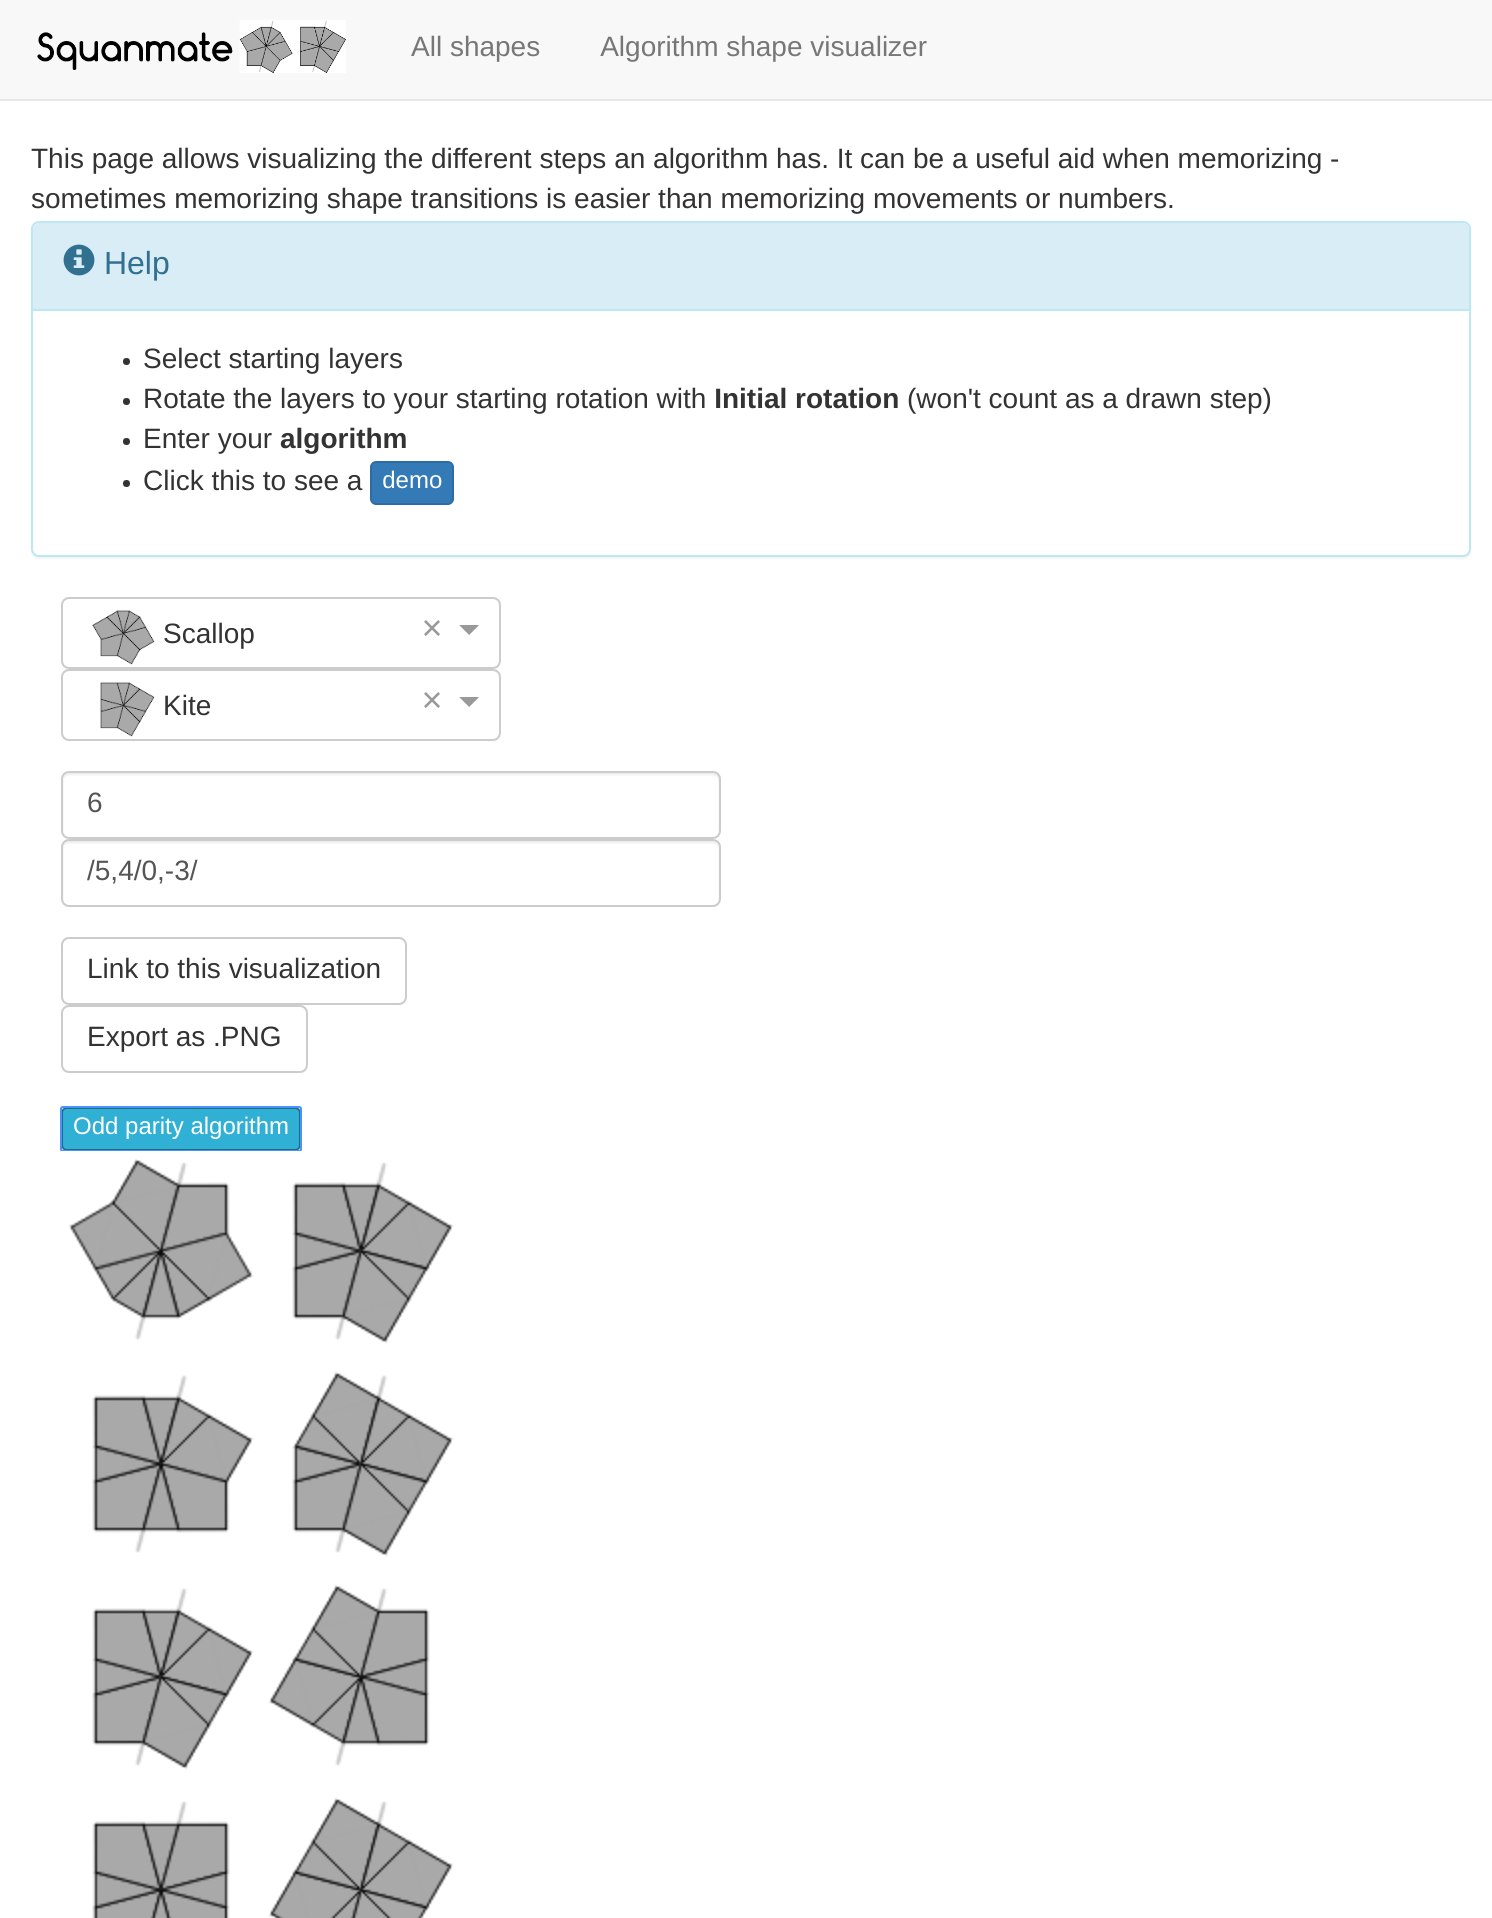 Squanmate
All shapes
Algorithm shape visualizer
This page allows visualizing the different steps an algorithm has. It can be a useful aid when memorizing -
sometimes memorizing shape transitions is easier than memorizing movements or numbers.
Help
Select starting layers
Rotate the layers to your starting rotation with Initial rotation (won't count as a drawn step)
Enter your algorithm
Click this to see a demo
Scallop
Kite
6
/5,4/0,-3/
Link to this visualization
Export as .PNG
Odd parity algorithm